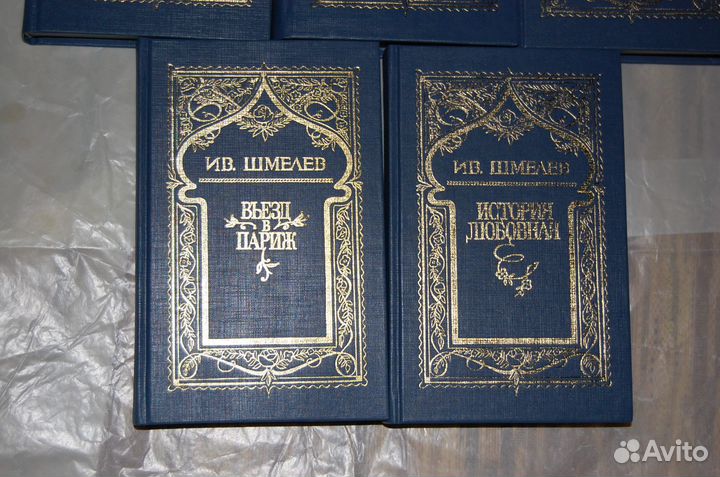 ИВ. ШМЕЛЕВ
ВЪЕЗД
В
ПАРИЖ
ИВ. ШМЕЛЕВ
ИСТОРИЯ
ЛЮБОВНАЯ
Avito